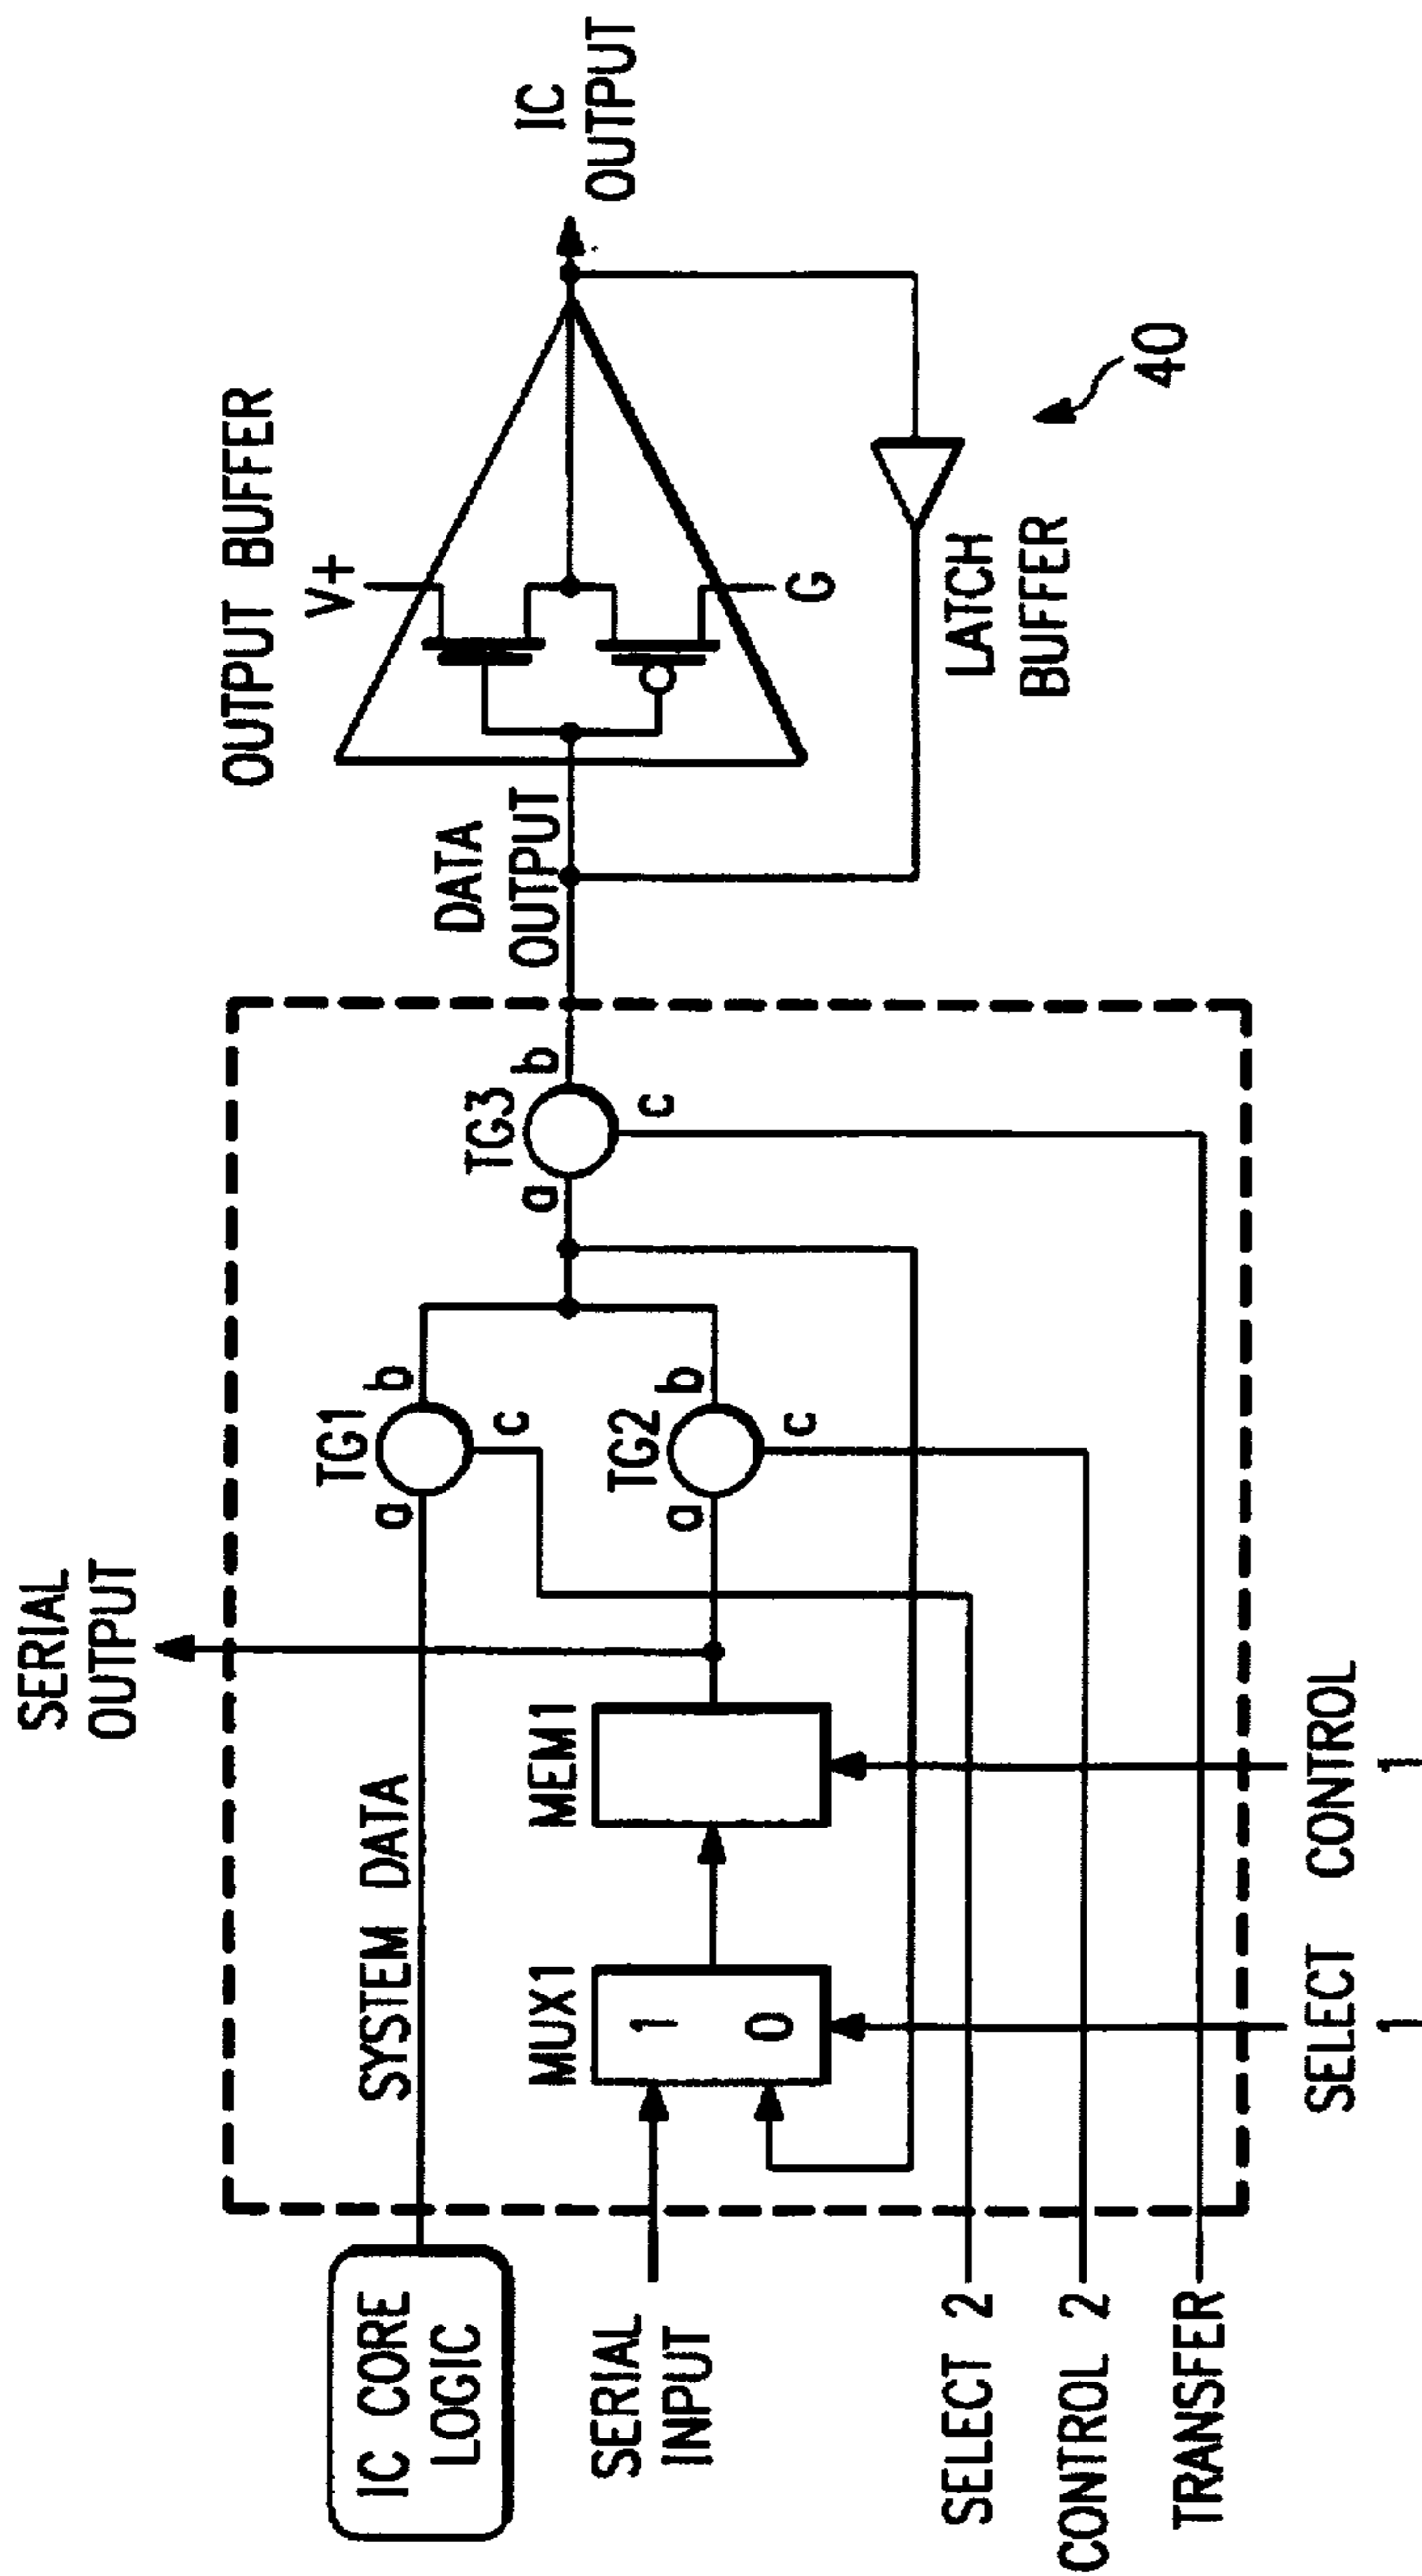 SERIAL
OUTPUT
OUTPUT BUFFER
IC
OUTPUT
V+
G
DATA
OUTPUT
LATCH
BUFFER
40
TG1
a
b
c
TG2
a
b
c
TG3
a
b
c
SYSTEM DATA
IC CORE
LOGIC
MUX1
1
0
MEM1
SERIAL
INPUT
SELECT 2
CONTROL 2
TRANSFER
SELECT
1
CONTROL
1